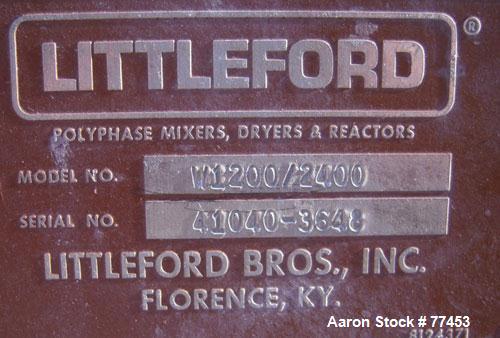 LITTLEFORD ®
POLYPHASE MIXERS, DRYERS & REACTORS
MODEL NO. W1200/2400
SERIAL NO. 41040-3648
LITTLEFORD BROS., INC.
FLORENCE, KY.
Aaron Stock # 77453
8124371